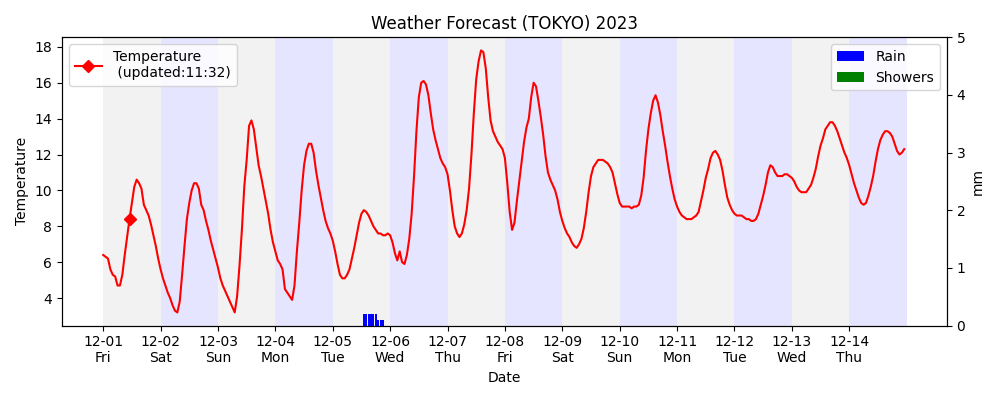 Weather Forecast (TOKYO) 2023
Temperature
(updated:11:32)
Rain
Showers
Temperature
18
16
14
12
10
8
6
4
5
4
3
2
1
0
mm
12-01 12-02 12-03 12-04 12-05 12-06 12-07 12-08 12-09 12-10 12-11 12-12 12-13 12-14
Fri Sat Sun Mon Tue Wed Thu Fri Sat Sun Mon Tue Wed Thu
Date